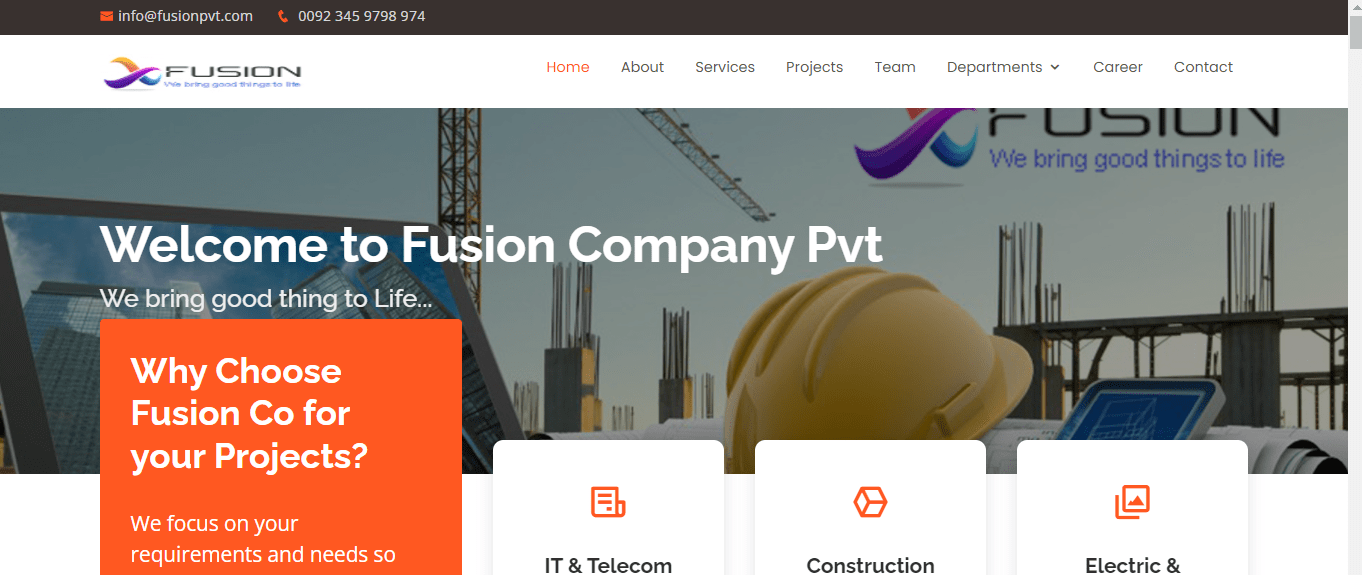 info@fusionpvt.com 0092 345 9798 974
FUSION
We bring good things to life
Home About Services Projects Team Departments Career Contact
FUSION
We bring good things to life
Welcome to Fusion Company Pvt
We bring good thing to Life...
Why Choose
Fusion Co for
your Projects?
We focus on your
requirements and needs so
IT & Telecom
Construction
Electric &